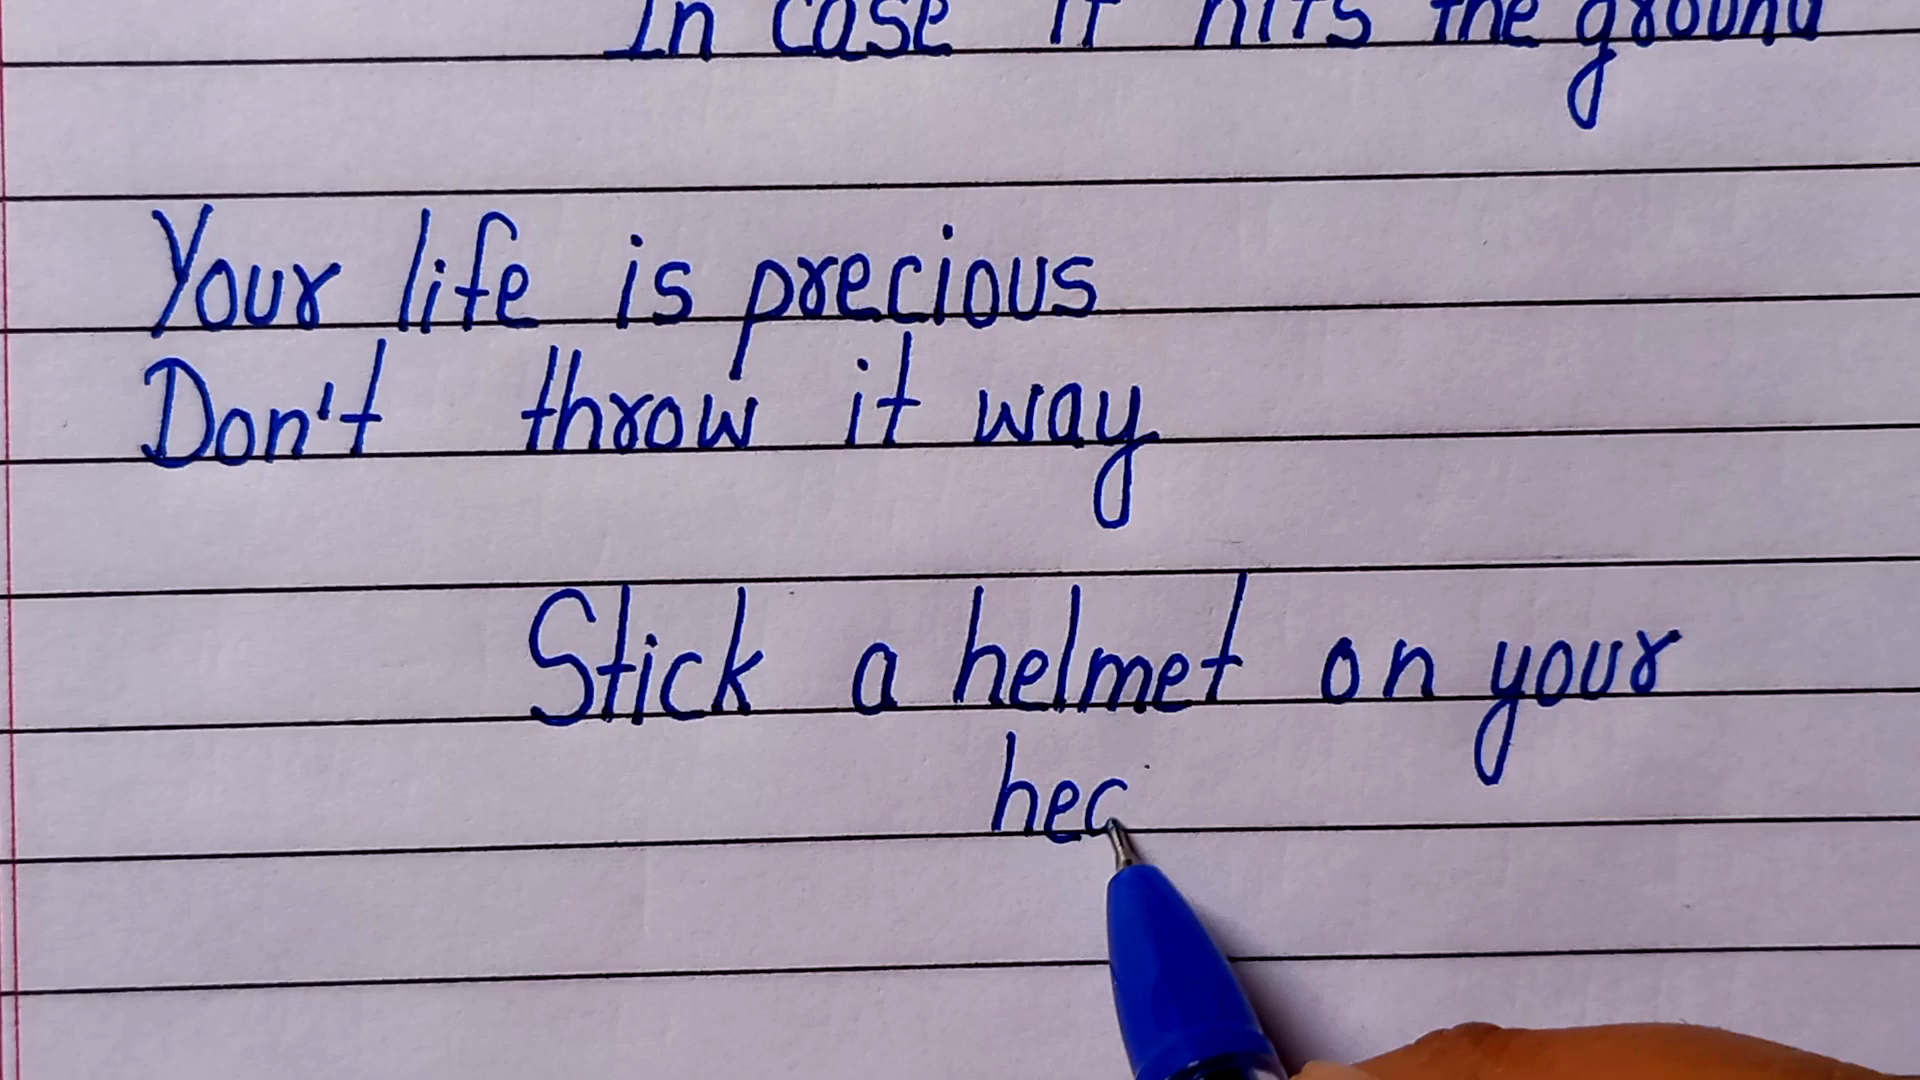 In case it hits the ground
Your life is precious
Don't throw it way
Stick a helmet on your
hea